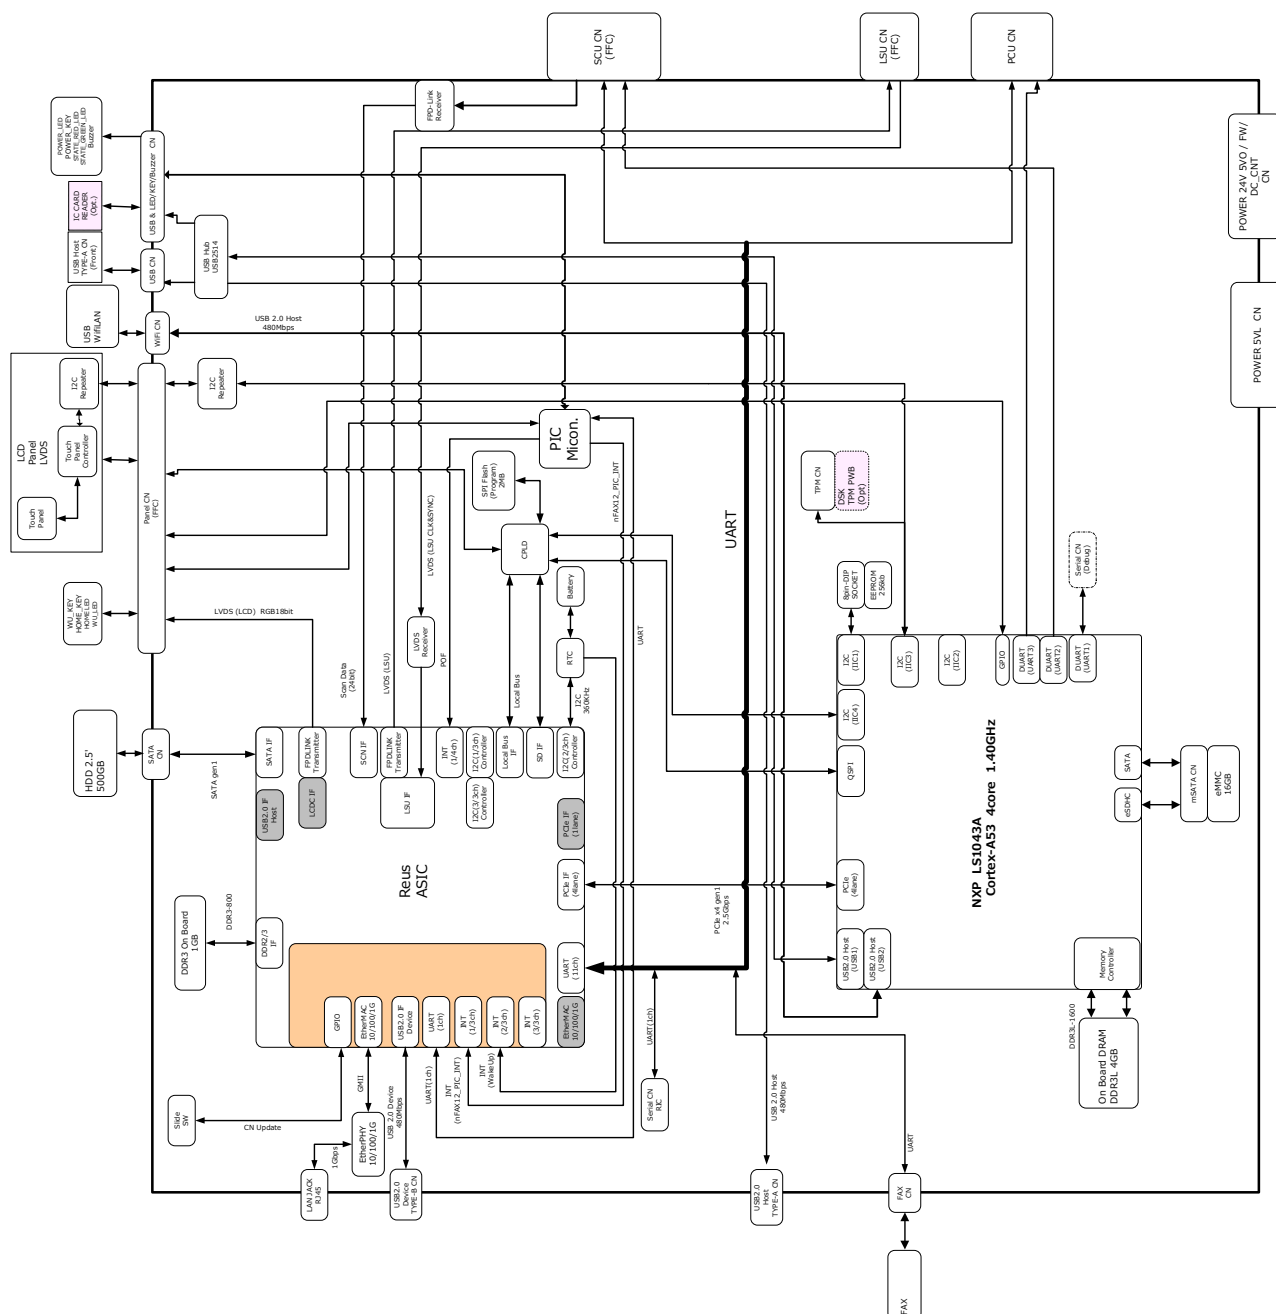 SCU CN
(FFC)
LSU CN
(FFC)
PCU CN
FPD-Link
Receiver
POWER_LED
POWER_KEY
STATE_RED_LED
STATE_GREEN_LED
Buzzer
USB & LED/KEY/Buzzer CN
IC CARD
READER
(Opt.)
USB Host
TYPE-A CN
(Front)
USB CN
USB Hub
USB2514
USB
WifiLAN
WiFi CN
USB 2.0 Host
480Mbps
POWER 24V 5VO / FW/
DC_CNT
CN
POWER 5VL CN
LCD
Panel
LVDS
I2C
Repeater
Touch
Panel
Controller
Touch
Panel
I2C
Repeater
Panel CN
(FFC)
WU_KEY
HOME_KEY
HOME LED
WU_LED
LVDS (LCD) RGB18bit
PIC
Micon.
SPI Flash
(Program)
2MB
CPLD
nFAX12_PIC_INT
LVDS (LSU CLK&SYNC)
UART
TPM CN
DSK
TPM PWB
(Opt)
Battery
RTC
8pin-DIP
SOCKET
EEPROM
256kb
Serial CN
(Debug)
LVDS
Receiver
UART
POF
Scan Data
(24bit)
LVDS (LSU)
Local Bus
I2C
360KHz
HDD 2.5'
500GB
SATA
CN
SATA gen1
SATA IF
FPDLINK
Transmitter
SCN IF
FPDLINK
Transmitter
INT
(1/4ch)
I2C(1/3ch)
Controller
Local Bus
IF
SD IF
I2C(2/3ch)
Controller
USB2.0 IF
Host
LCDC IF
LSU IF
I2C(3/3ch)
Controller
PCIe IF
(1lane)
Reus
ASIC
PCIe IF
(4lane)
PCIe x4 gen1
2.5Gbps
DDR3 On Board
1GB
DDR3-800
DDR2/3
IF
UART
(11ch)
GPIO
EtherMAC
10/100/1G
USB2.0 IF
Device
UART
(1ch)
INT
(1/3ch)
INT
(2/3ch)
INT
(3/3ch)
EtherMAC
10/100/1G
I2C
(IIC1)
I2C
(IIC3)
I2C
(IIC2)
GPIO
DUART
(UART3)
DUART
(UART2)
DUART
(UART1)
I2C
(IIC4)
QSPI
PCIe
(4lane)
USB2.0 Host
(USB1)
USB2.0 Host
(USB2)
NXP LS1043A
Cortex-A53 4core 1.40GHz
SATA
eSDHC
mSATA CN
eMMC
16GB
Memory
Controller
DDR3L-1600
On Board DRAM
DDR3L 4GB
Slide
SW
CN Update
GMII
EtherPHY
10/100/1G
1Gbps
LAN JACK
RJ45
USB 2.0 Device
480Mbps
USB2.0
Device
TYPE-B CN
UART(1ch)
INT
(nFAX12_PIC_INT)
INT
(WakeUp)
UART(1ch)
Serial CN
RIC
USB 2.0 Host
480Mbps
USB2.0
Host
TYPE-A CN
UART
FAX
CN
FAX